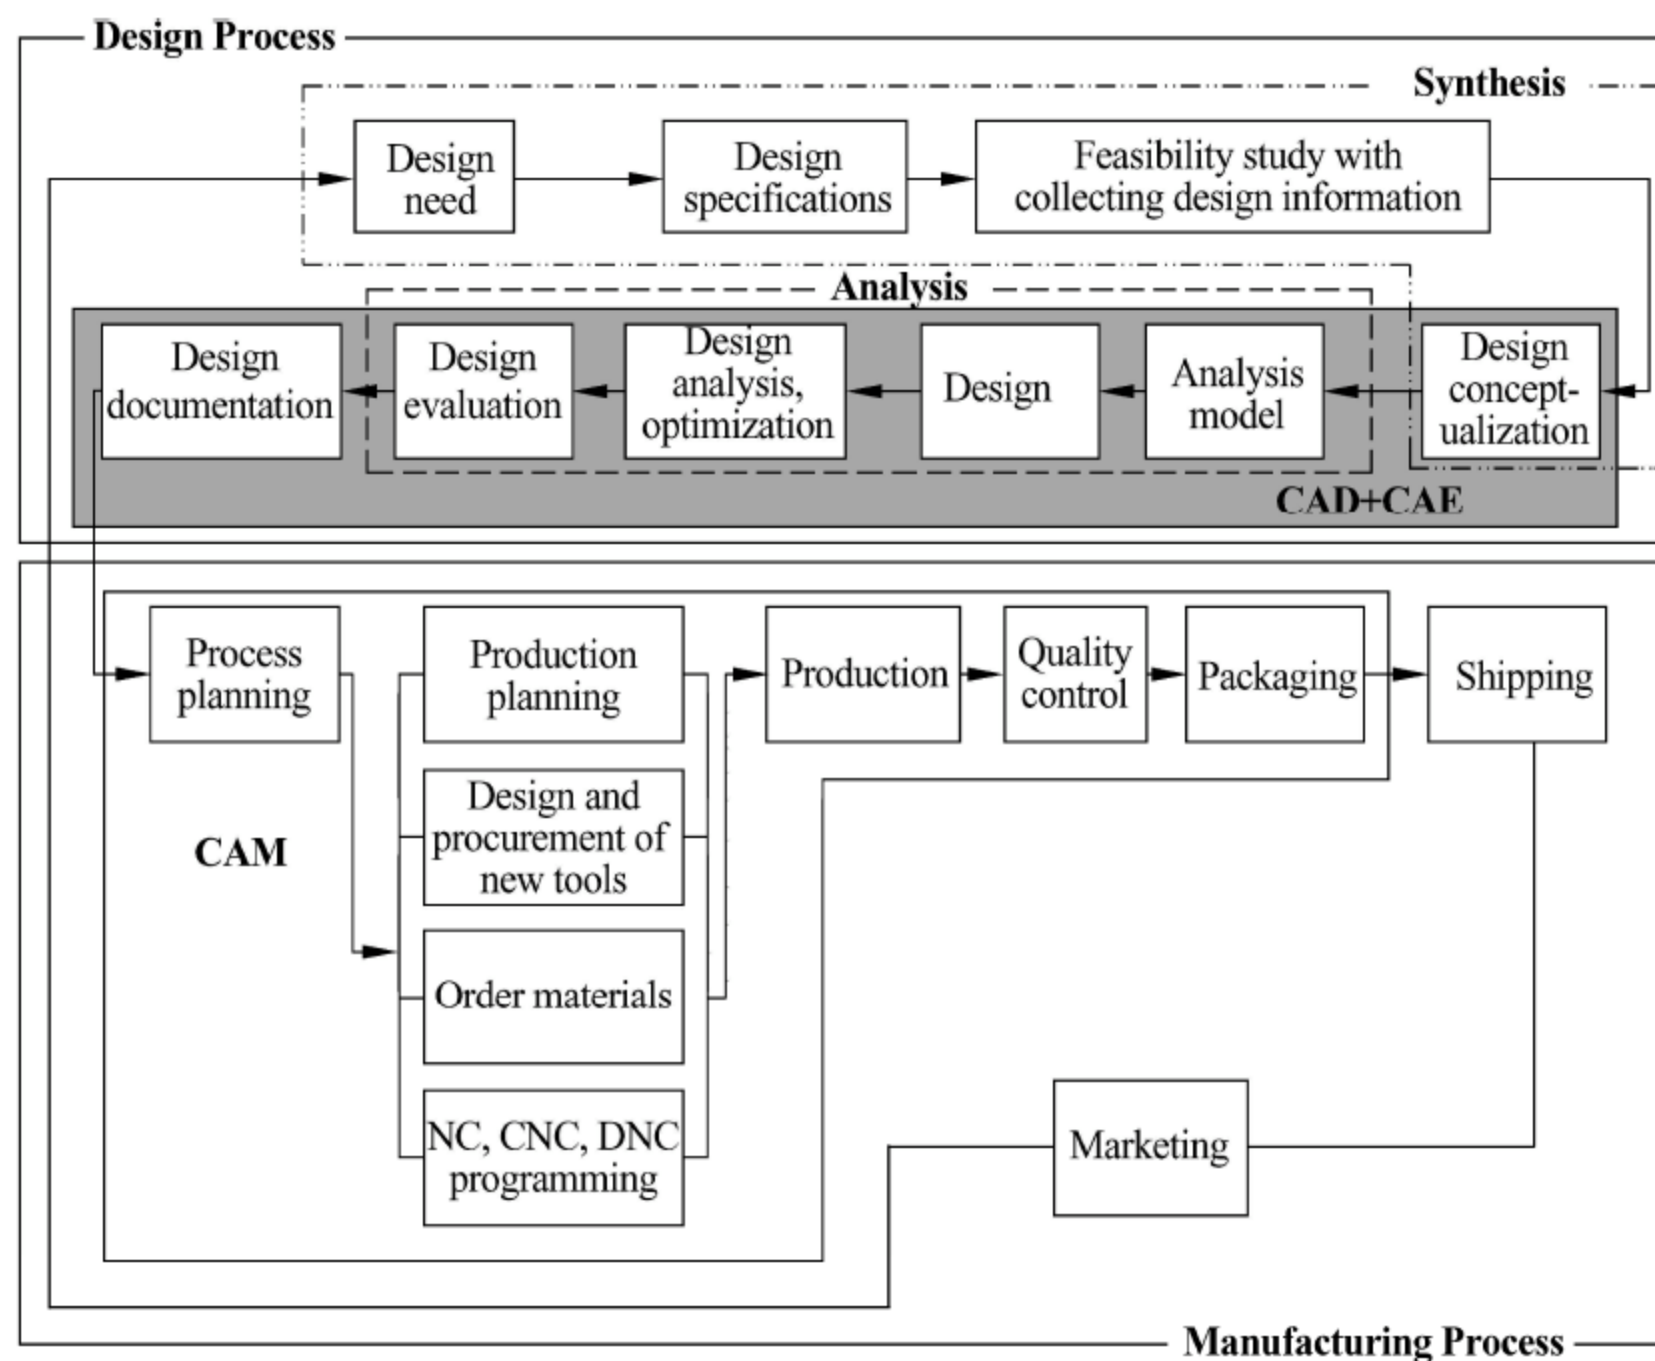 Design Process
Synthesis
Design
need
Design
specifications
Feasibility study with
collecting design information
Analysis
Design
documentation
Design
evaluation
Design
analysis,
optimization
Design
Analysis
model
Design
concept-
ualization
CAD+CAE
Process
planning
Production
planning
Production
Quality
control
Packaging
Shipping
Design and
procurement of
new tools
CAM
Order materials
NC, CNC, DNC
programming
Marketing
Manufacturing Process